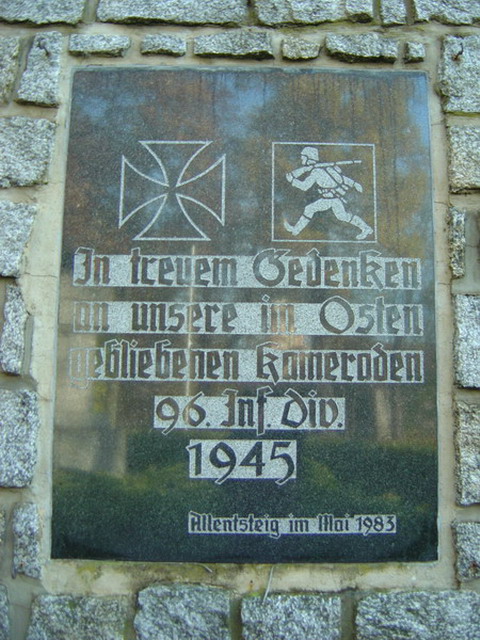 In treuem Gedenken
an unsere im Osten
gebliebenen Kameraden
96. Inf. Div.
1945
Allentsteig im Mai 1983